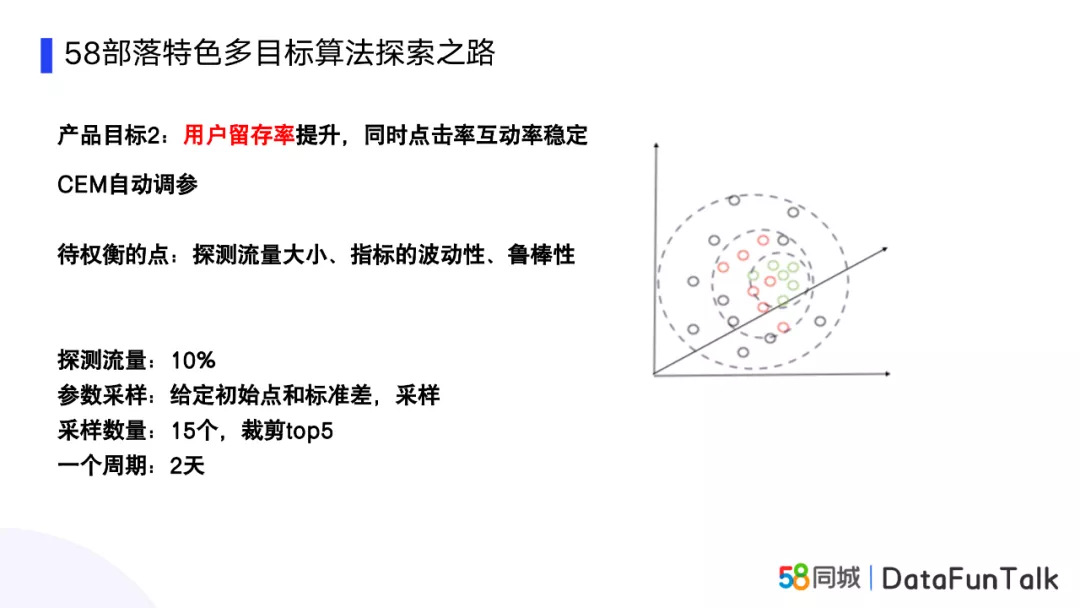 58部落特色多目标算法探索之路
产品目标2：用户留存率提升，同时点击率互动率稳定
CEM自动调参
待权衡的点：探测流量大小、指标的波动性、鲁棒性
探测流量：10%
参数采样：给定初始点和标准差，采样
采样数量：15个，裁剪top5
一个周期：2天
58同城 | DataFunTalk